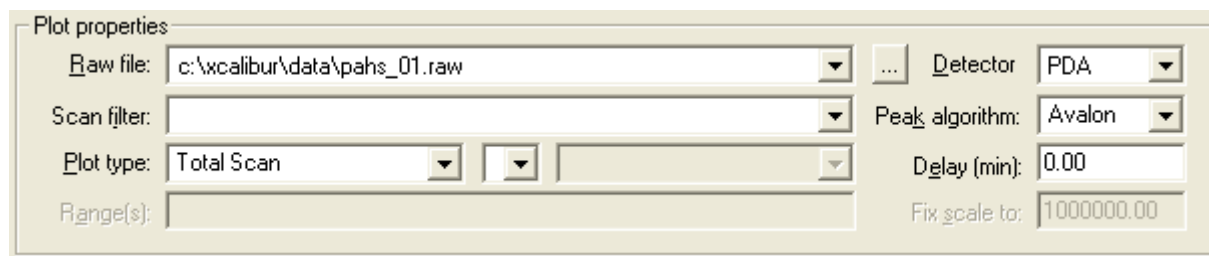 Plot properties
Raw file: c:\xcalibur\data\pahs_01.raw ... Detector PDA
Scan filter: Peak algorithm: Avalon
Plot type: Total Scan Delay (min): 0.00
Range(s): Fix scale to: 1000000.00